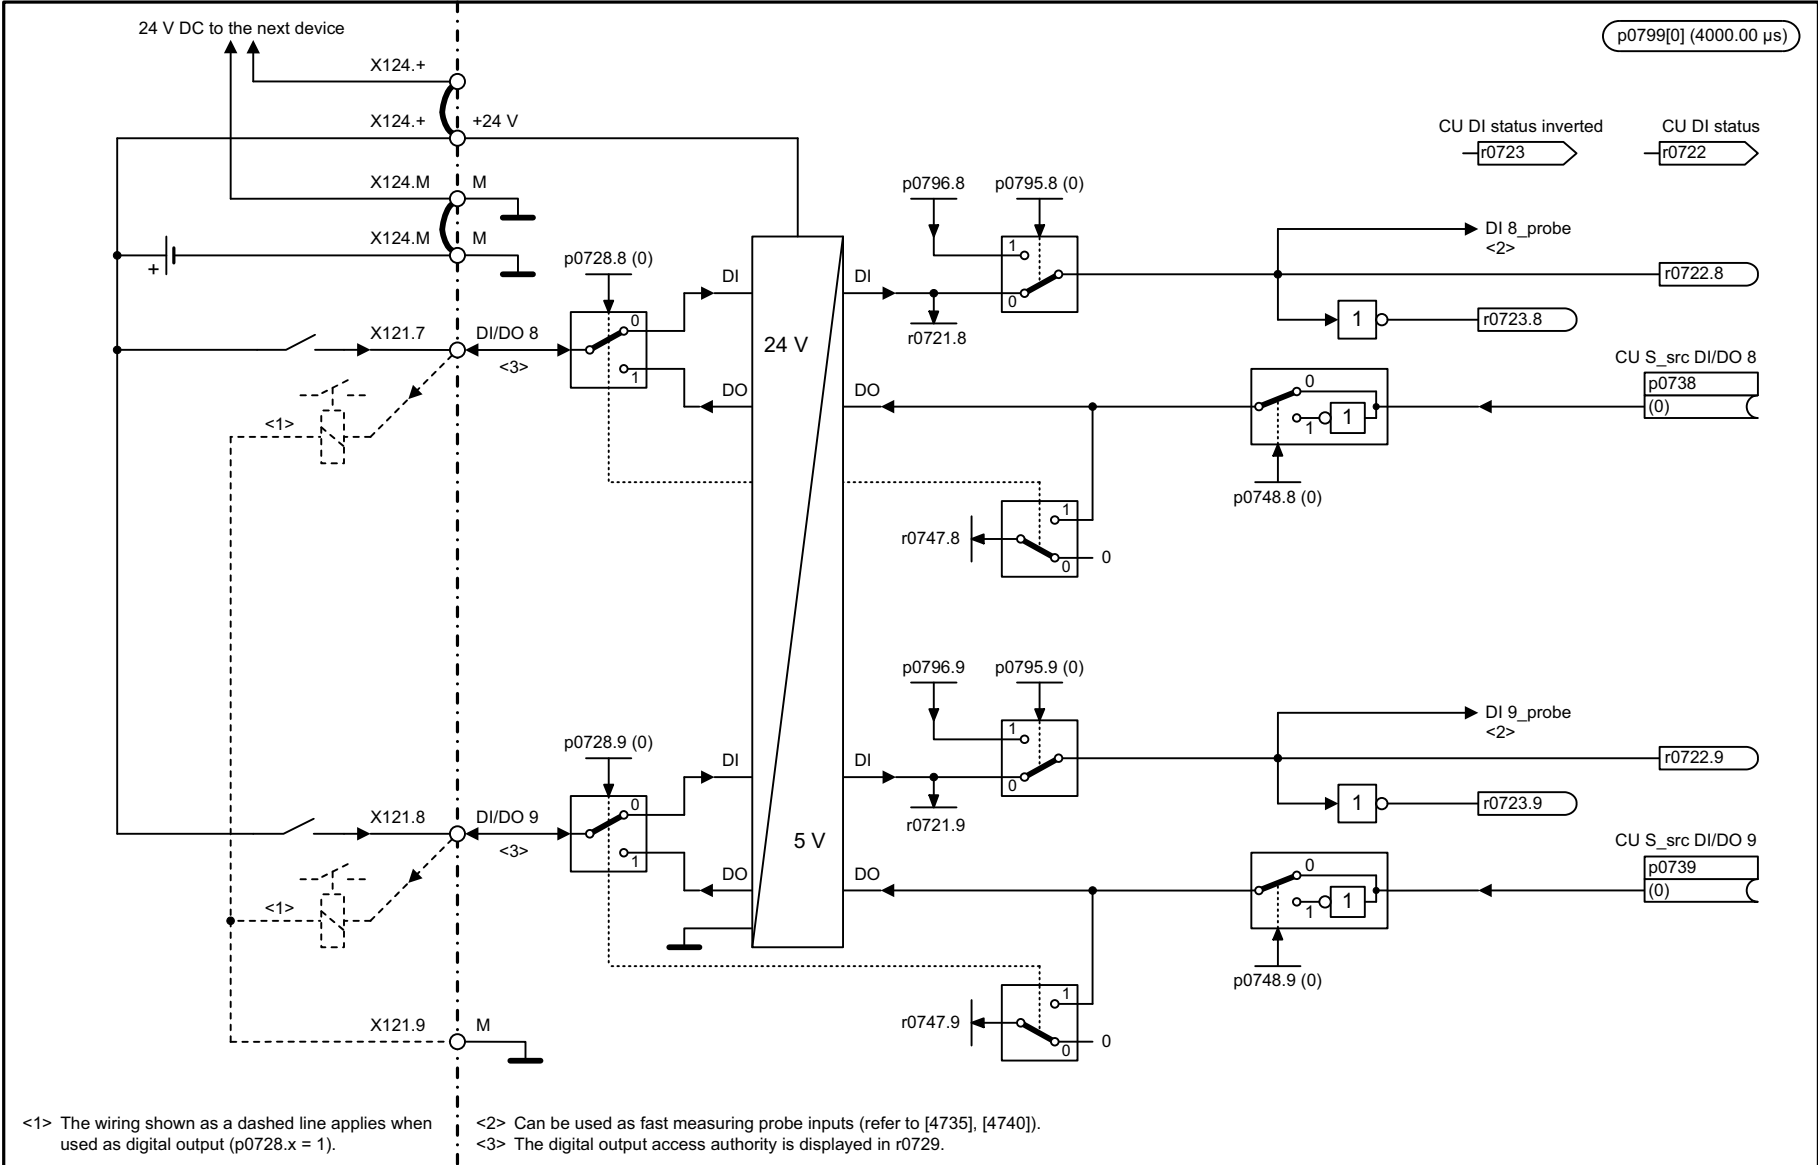 24 V DC to the next device
p0799[0] (4000.00 µs)
X124.+
X124.+
+24 V
CU DI status inverted
CU DI status
r0723
r0722
X124.M
M
p0796.8
p0795.8 (0)
X124.M
M
+
p0728.8 (0)
DI
DI
1
0
DI 8_probe
<2>
r0722.8
r0721.8
1
r0723.8
X121.7
DI/DO 8
<3>
0
1
24 V
CU S_src DI/DO 8
p0738
(0)
DO
DO
0
1
1
<1>
p0748.8 (0)
r0747.8
1
0
0
p0796.9
p0795.9 (0)
p0728.9 (0)
DI
DI
1
0
DI 9_probe
<2>
r0722.9
r0721.9
1
r0723.9
X121.8
DI/DO 9
<3>
0
1
5 V
CU S_src DI/DO 9
p0739
(0)
DO
DO
0
1
1
<1>
p0748.9 (0)
r0747.9
1
0
0
X121.9
M
<1> The wiring shown as a dashed line applies when
used as digital output (p0728.x = 1).
<2> Can be used as fast measuring probe inputs (refer to [4735], [4740]).
<3> The digital output access authority is displayed in r0729.